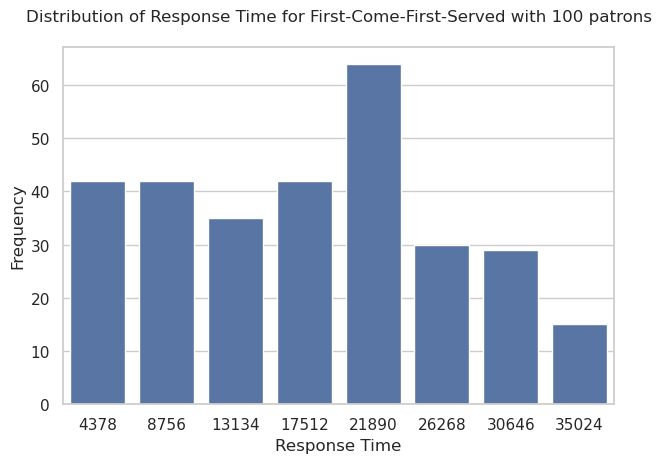 Distribution of Response Time for First-Come-First-Served with 100 patrons
60
50
40
30
20
10
0
Frequency
4378 8756 13134 17512 21890 26268 30646 35024
Response Time